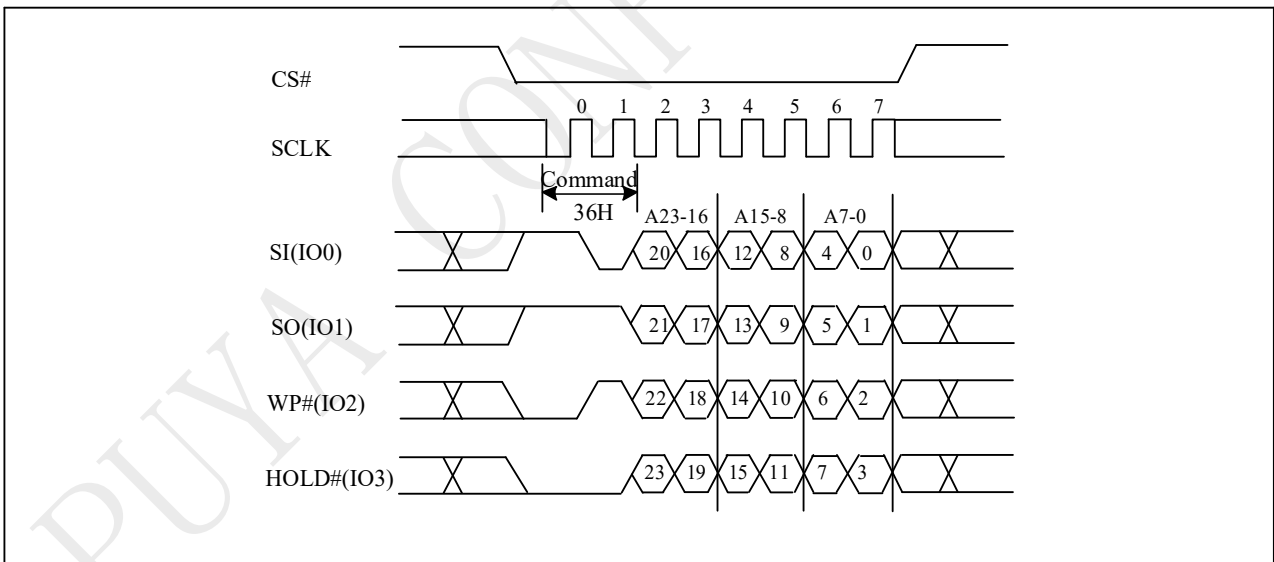 CS#
0 1 2 3 4 5 6 7
SCLK
Command
36H
A23-16 A15-8 A7-0
SI(IO0) 20 16 12 8 4 0
SO(IO1) 21 17 13 9 5 1
WP#(IO2) 22 18 14 10 6 2
HOLD#(IO3) 23 19 15 11 7 3
PUYA CONF